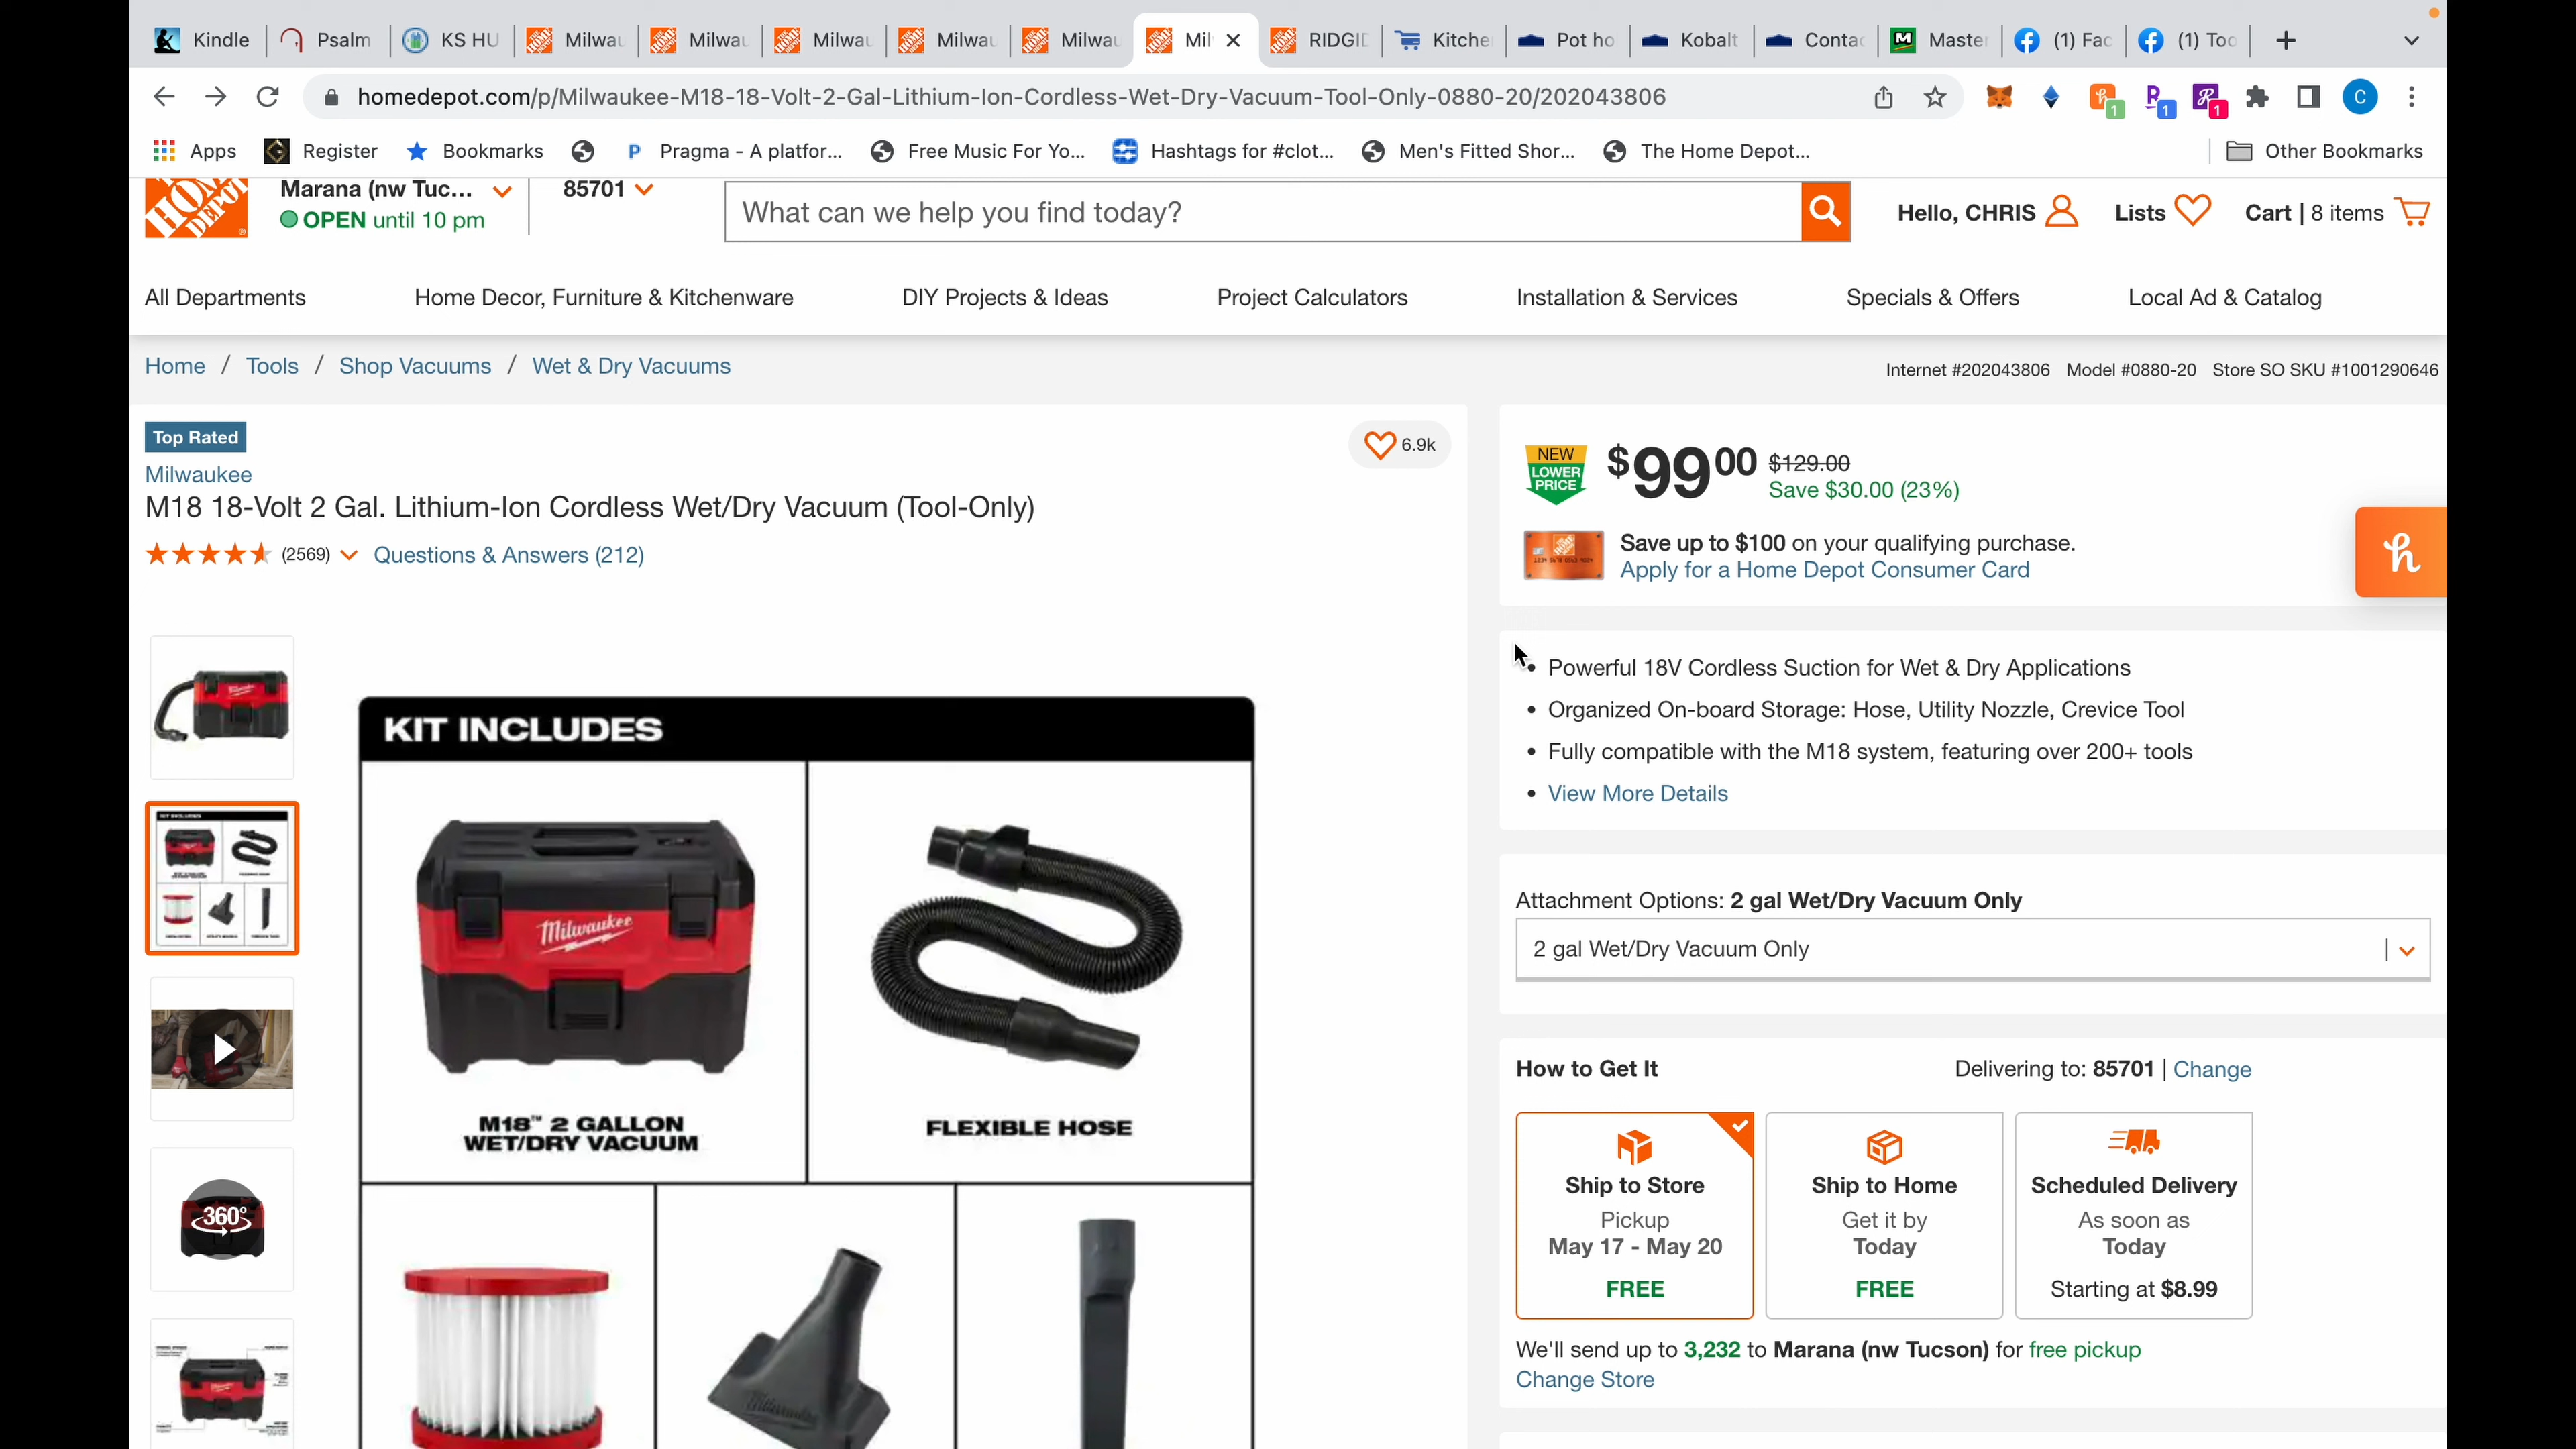 Kindle
Psalm
KS HU
Milwau
Milwau
Milwau
Milwau
Milwau
Mil
RIDGID
Kitche
Pot ho
Kobalt
Contac
Master
(1) Fac
(1) Too
homedepot.com/p/Milwaukee-M18-18-Volt-2-Gal-Lithium-Ion-Cordless-Wet-Dry-Vacuum-Tool-Only-0880-20/202043806
1
1
1
C
Apps
Register
Bookmarks
Pragma - A platfor...
Free Music For Yo...
Hashtags for #clot...
Men's Fitted Shor...
The Home Depot...
Other Bookmarks
Marana (nw Tuc...
OPEN until 10 pm
85701
What can we help you find today?
Hello, CHRIS
Lists
Cart | 8 items
All Departments
Home Decor, Furniture & Kitchenware
DIY Projects & Ideas
Project Calculators
Installation & Services
Specials & Offers
Local Ad & Catalog
Home / Tools / Shop Vacuums / Wet & Dry Vacuums
Internet #202043806 Model #0880-20 Store SO SKU #1001290646
Top Rated
6.9k
Milwaukee
M18 18-Volt 2 Gal. Lithium-Ion Cordless Wet/Dry Vacuum (Tool-Only)
(2569)
Questions & Answers (212)
KIT INCLUDES
Milwaukee
M18™ 2 GALLON
WET/DRY VACUUM
FLEXIBLE HOSE
360°
NEW
LOWER
PRICE
$99 00
$129.00
Save $30.00 (23%)
Save up to $100 on your qualifying purchase.
Apply for a Home Depot Consumer Card
• Powerful 18V Cordless Suction for Wet & Dry Applications
• Organized On-board Storage: Hose, Utility Nozzle, Crevice Tool
• Fully compatible with the M18 system, featuring over 200+ tools
• View More Details
Attachment Options: 2 gal Wet/Dry Vacuum Only
2 gal Wet/Dry Vacuum Only
How to Get It
Delivering to: 85701 | Change
Ship to Store
Pickup
May 17 - May 20
FREE
Ship to Home
Get it by
Today
FREE
Scheduled Delivery
As soon as
Today
Starting at $8.99
We'll send up to 3,232 to Marana (nw Tucson) for free pickup
Change Store